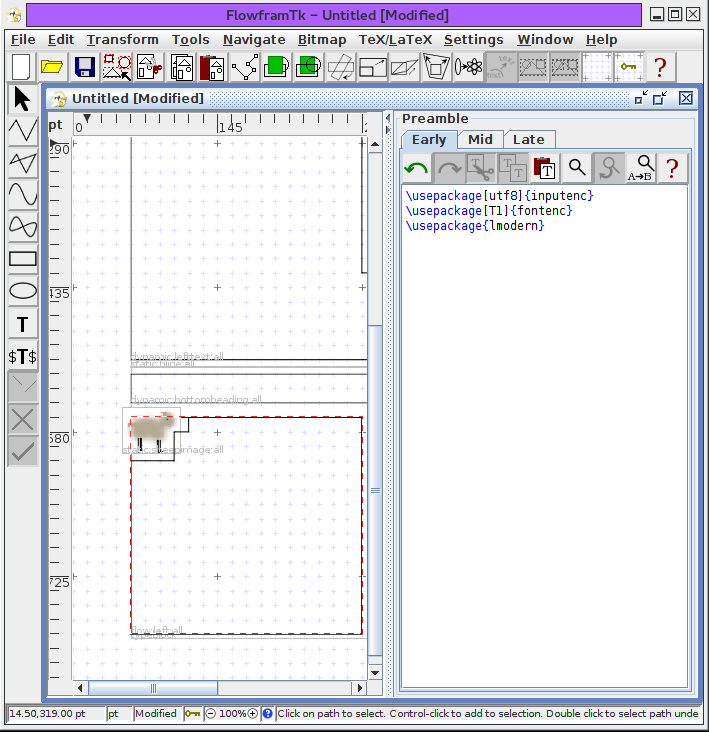 FlowframTk – Untitled [Modified]
File Edit Transform Tools Navigate Bitmap TeX/LaTeX Settings Window Help
Untitled [Modified]
pt
0
145
290
435
580
725
T
$T$
dynamic:lefttext:all
static:hline:all
dynamic:bottomheading:all
static:sheepimage:all
flow:left:all
typeblock
Preamble
Early Mid Late
A→B
\usepackage[utf8]{inputenc}
\usepackage[T1]{fontenc}
\usepackage{lmodern}
14.50,319.00 pt pt Modified 100% Click on path to select. Control-click to add to selection. Double click to select path unde